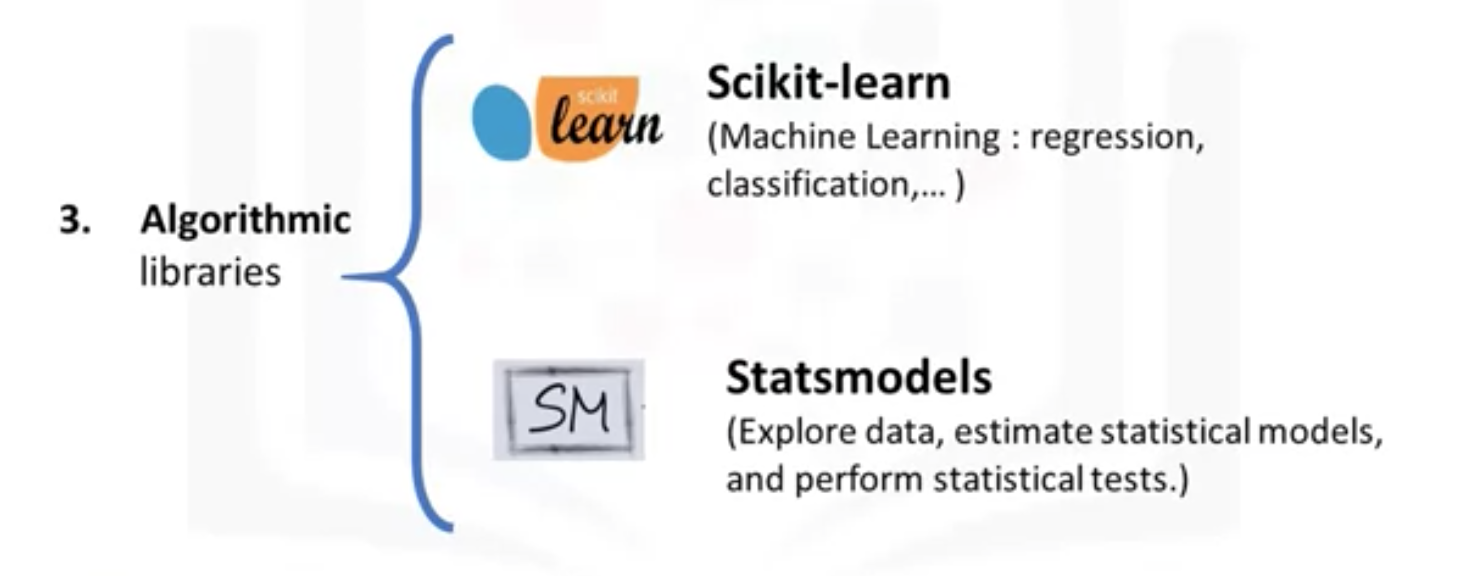 3. Algorithmic
libraries
scikit
learn
Scikit-learn
(Machine Learning : regression,
classification,... )
SM
Statsmodels
(Explore data, estimate statistical models,
and perform statistical tests.)